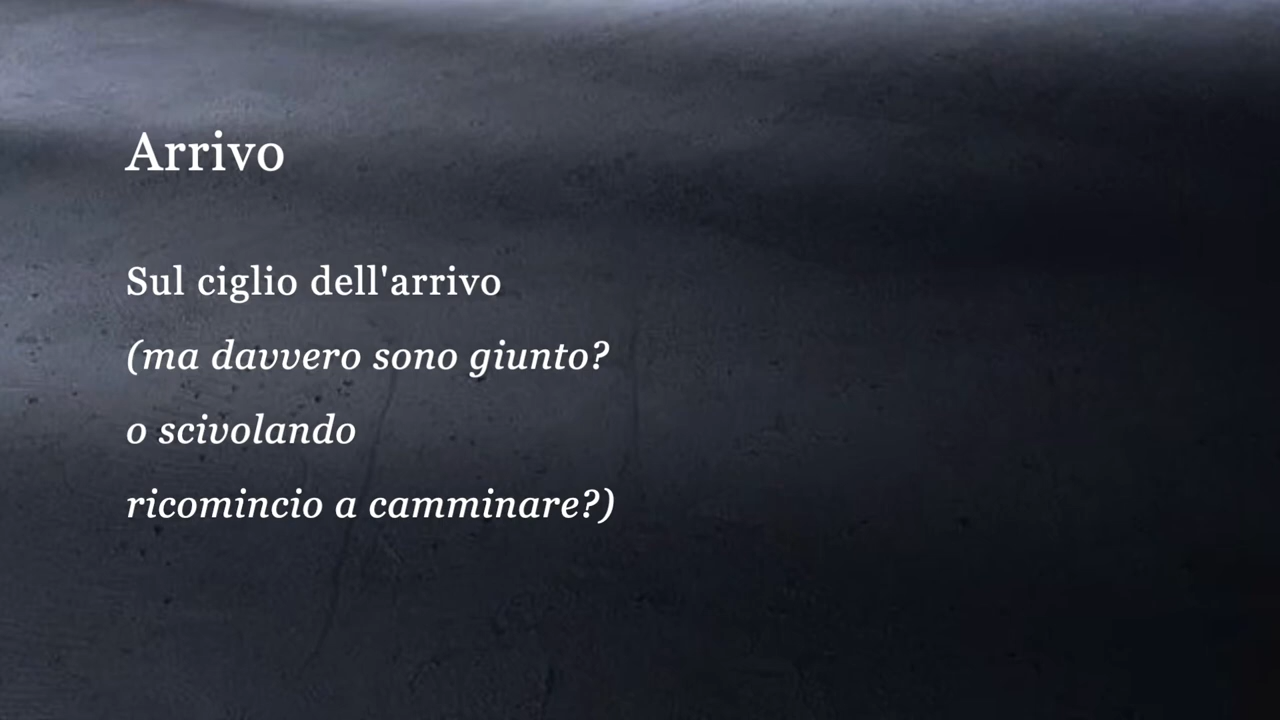 Arrivo
Sul ciglio dell'arrivo
(ma davvero sono giunto?
o scivolando
ricomincio a camminare?)